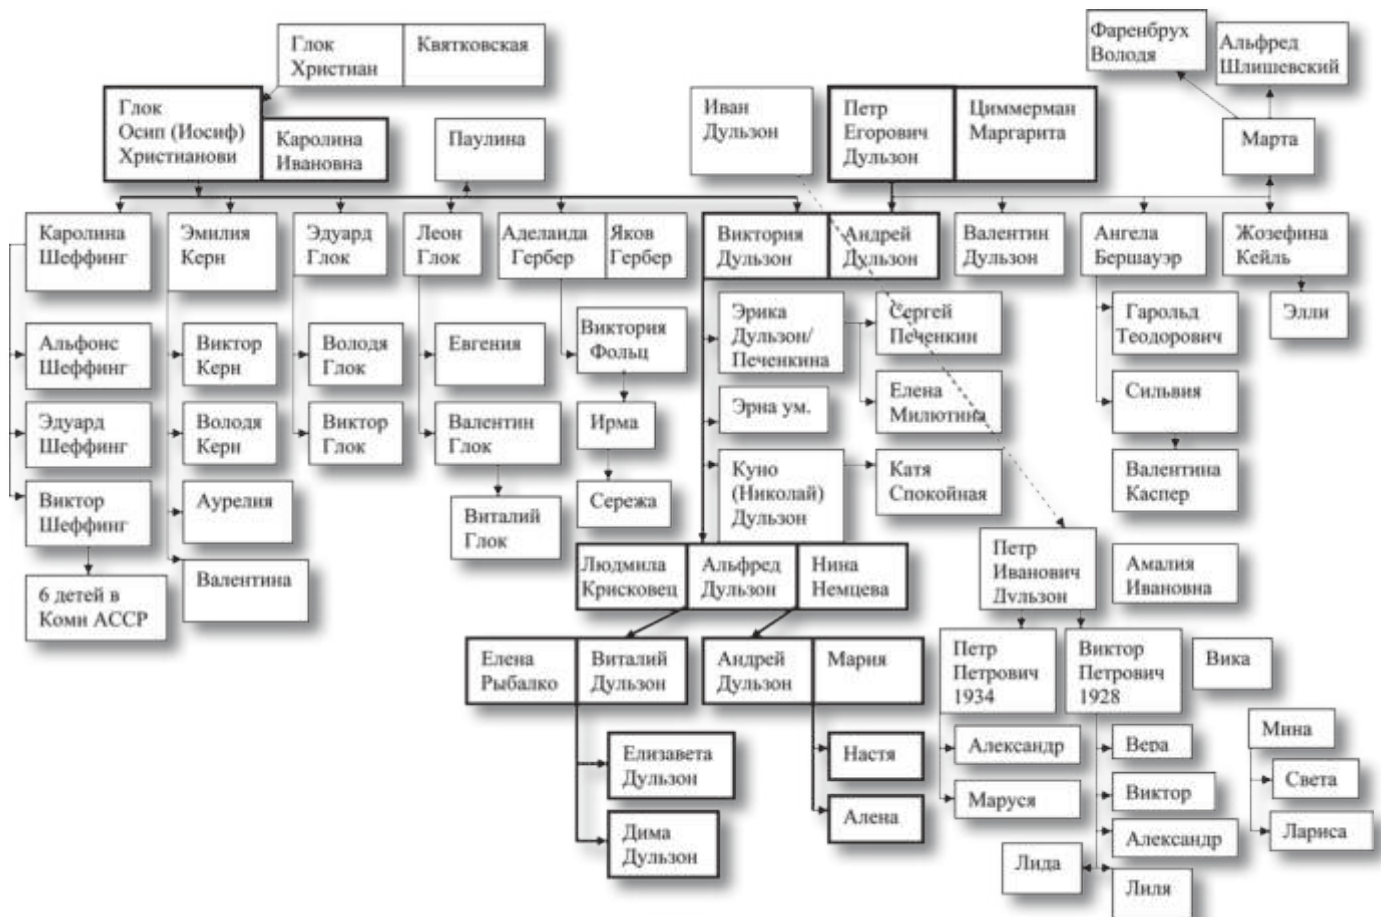 Глок
Христиан
Квятковская
Фаренбрух
Володя
Альфред
Шлишевский
Глок
Осип (Иосиф)
Христианови
Каролина
Ивановна
Паулина
Иван
Дульзон
Петр
Егорович
Дульзон
Циммерман
Маргарита
Марта
Каролина
Шеффинг
Эмилия
Керн
Эдуард
Глок
Леон
Глок
Аделаида
Гербер
Яков
Гербер
Виктория
Дульзон
Андрей
Дульзон
Валентин
Дульзон
Ангела
Бершауэр
Жозефина
Кейль
Альфонс
Шеффинг
Виктор
Керн
Володя
Глок
Евгения
Виктория
Фольц
Эрика
Дульзон/
Печенкина
Сергей
Печенкин
Гарольд
Теодорович
Элли
Эдуард
Шеффинг
Володя
Керн
Виктор
Глок
Валентин
Глок
Ирма
Эрна ум.
Елена
Милютина
Сильвия
Виктор
Шеффинг
Аурелия
Виталий
Глок
Сережа
Куно
(Николай)
Дульзон
Катя
Спокойная
Валентина
Каспер
6 детей в
Коми АССР
Валентина
Людмила
Крисковец
Альфред
Дульзон
Нина
Немцева
Петр
Иванович
Дульзон
Амалия
Ивановна
Елена
Рыбалко
Виталий
Дульзон
Андрей
Дульзон
Мария
Петр
Петрович
1934
Виктор
Петрович
1928
Вика
Елизавета
Дульзон
Настя
Александр
Вера
Мина
Света
Дима
Дульзон
Алена
Маруся
Виктор
Александр
Лариса
Лида
Лиля